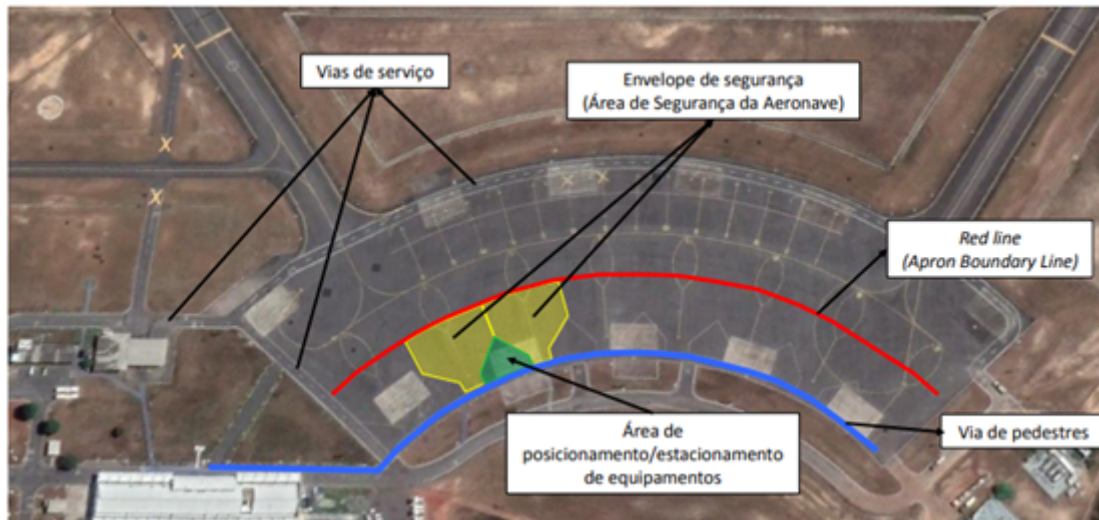 Vias de serviço
Envelope de segurança
(Área de Segurança da Aeronave)
Red line
(Apron Boundary Line)
Área de
posicionamento/estacionamento
de equipamentos
Via de pedestres